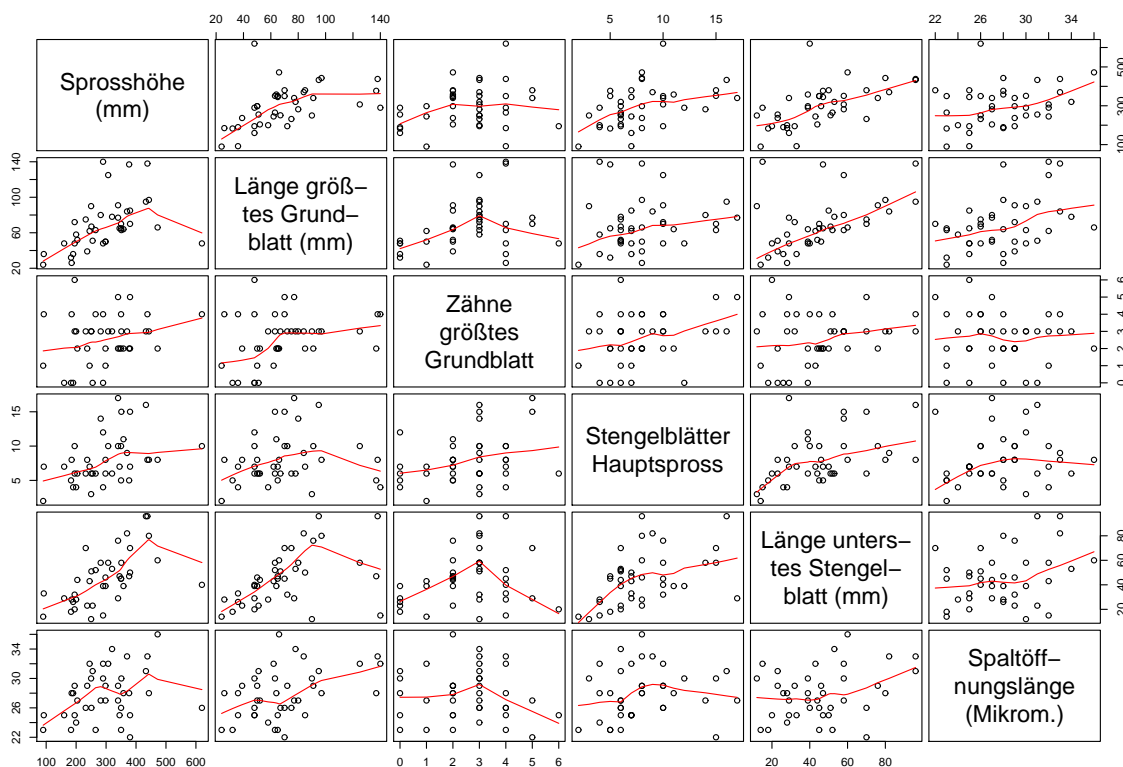 20 40 60 80 100 140
5 10 15
22 26 30 34
Sprosshöhe
(mm)
100 300 500
20 60 100 140
Länge größ−
tes Grund−
blatt (mm)
Zähne
größtes
Grundblatt
0 1 2 3 4 5 6
5 10 15
Stengelblätter
Hauptspross
Länge unters−
tes Stengel−
blatt (mm)
20 40 60 80
22 26 30 34
Spaltöff−
nungslänge
(Mikrom.)
100 200 300 400 500 600
0 1 2 3 4 5 6
20 40 60 80